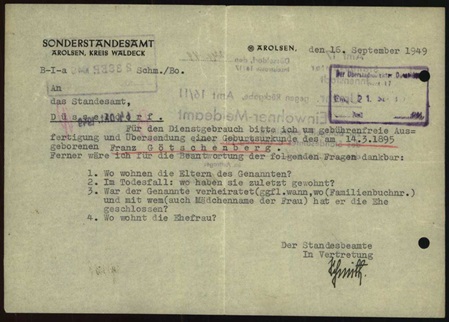 SONDERSTANDESAMT
AROLSEN, KREIS WALDECK
AROLSEN, den 15. September 1949
B-I-a Schm./Bo.
An
das Standesamt,
Düsseldorf.
Für den Dienstgebrauch bitte ich um gebührenfreie Aus-
fertigung und Übersendung einer Geburtsurkunde des am 14.3.1895
geborenen Franz Götschenberg.
Ferner wäre ich für die Beantwortung der folgenden Fragen dankbar:
1. Wo wohnen die Eltern des Genannten?
2. Im Todesfall: wo haben sie zuletzt gewohnt?
3. War der Genannte verheiratet(ggfl.wann,wo(Familienbuchnr.)
und mit wem(auch Mädchenname der Frau) hat er die Ehe
geschlossen?
4. Wo wohnt die Ehefrau?
Der Standesbeamte
In Vertretung
Schmitt